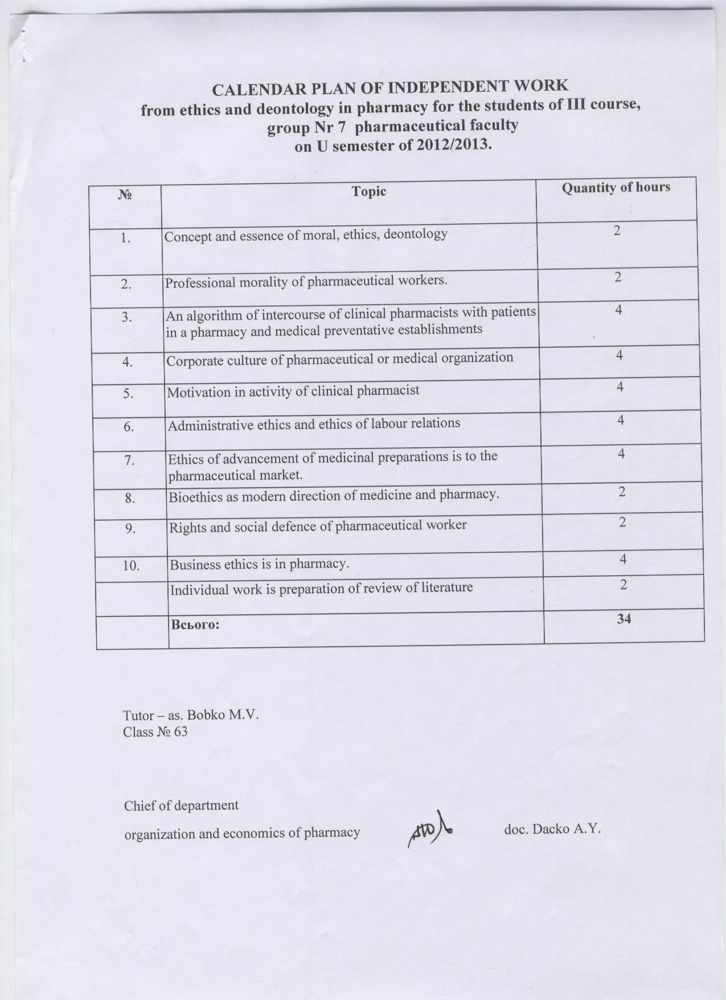 CALENDAR PLAN OF INDEPENDENT WORK
from ethics and deontology in pharmacy for the students of III course,
group Nr 7 pharmaceutical faculty
on U semester of 2012/2013.
№ Topic Quantity of hours
1. Concept and essence of moral, ethics, deontology 2
2. Professional morality of pharmaceutical workers. 2
3. An algorithm of intercourse of clinical pharmacists with patients 4
in a pharmacy and medical preventative establishments
4. Corporate culture of pharmaceutical or medical organization 4
5. Motivation in activity of clinical pharmacist 4
6. Administrative ethics and ethics of labour relations 4
7. Ethics of advancement of medicinal preparations is to the 4
pharmaceutical market.
8. Bioethics as modern direction of medicine and pharmacy. 2
9. Rights and social defence of pharmaceutical worker 2
10. Business ethics is in pharmacy. 4
Individual work is preparation of review of literature 2
Всього: 34
Tutor – as. Bobko M.V.
Class № 63
Chief of department
organization and economics of pharmacy doc. Dacko A.Y.